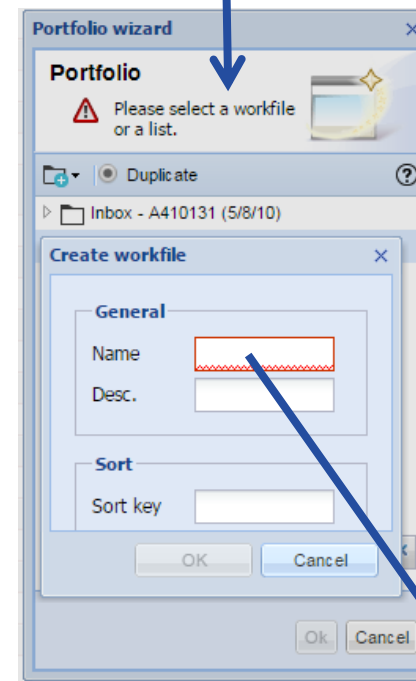 Portfolio wizard
Portfolio
Please select a workfile
or a list.
Duplicate
Inbox - A410131 (5/8/10)
Create workfile
General
Name
Desc.
Sort
Sort key
OK Cancel
Ok Cancel